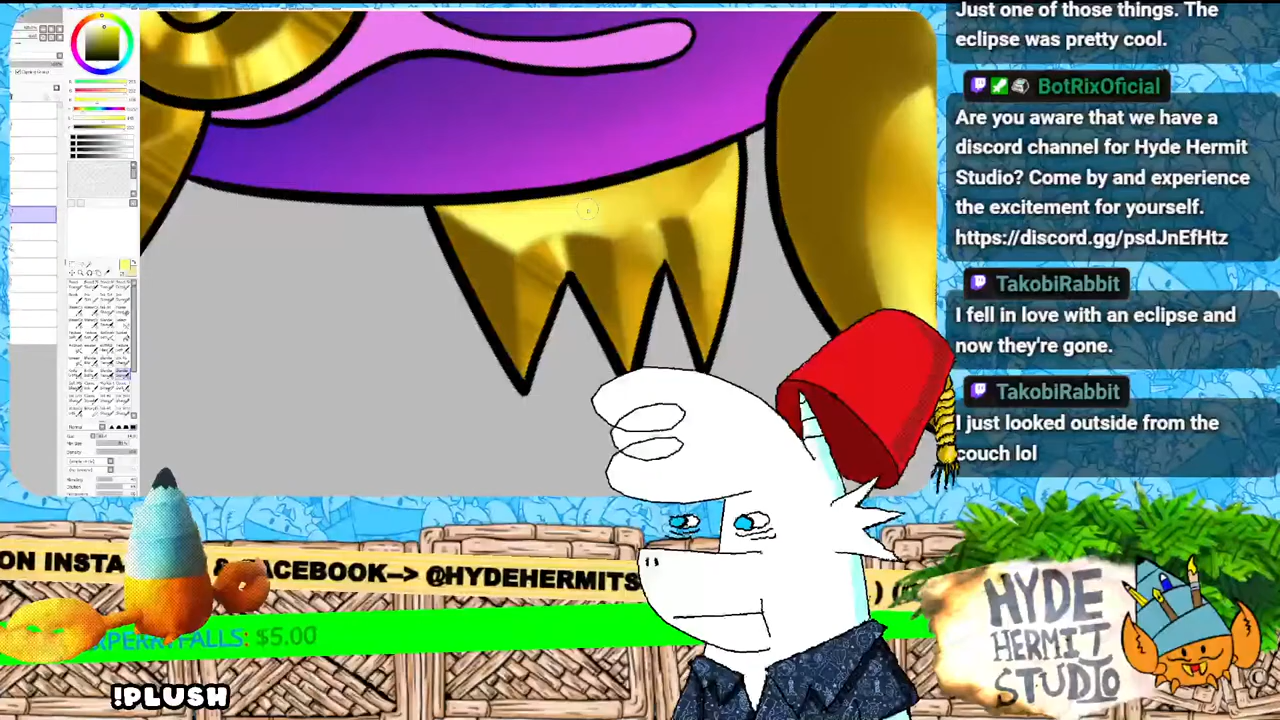 Just one of those things. The
eclipse was pretty cool.
BotRixOficial
Are you aware that we have a
discord channel for Hyde Hermit
Studio? Come by and experience
the excitement for yourself.
https://discord.gg/psdJnEfHtz
TakobiRabbit
I fell in love with an eclipse and
now they're gone.
TakobiRabbit
I just looked outside from the
couch lol
ON INSTA & FACEBOOK--> @HYDEHERMITS
FALLS: $5.00
!PLUSH
HYDE
HERMIT
STUDIO